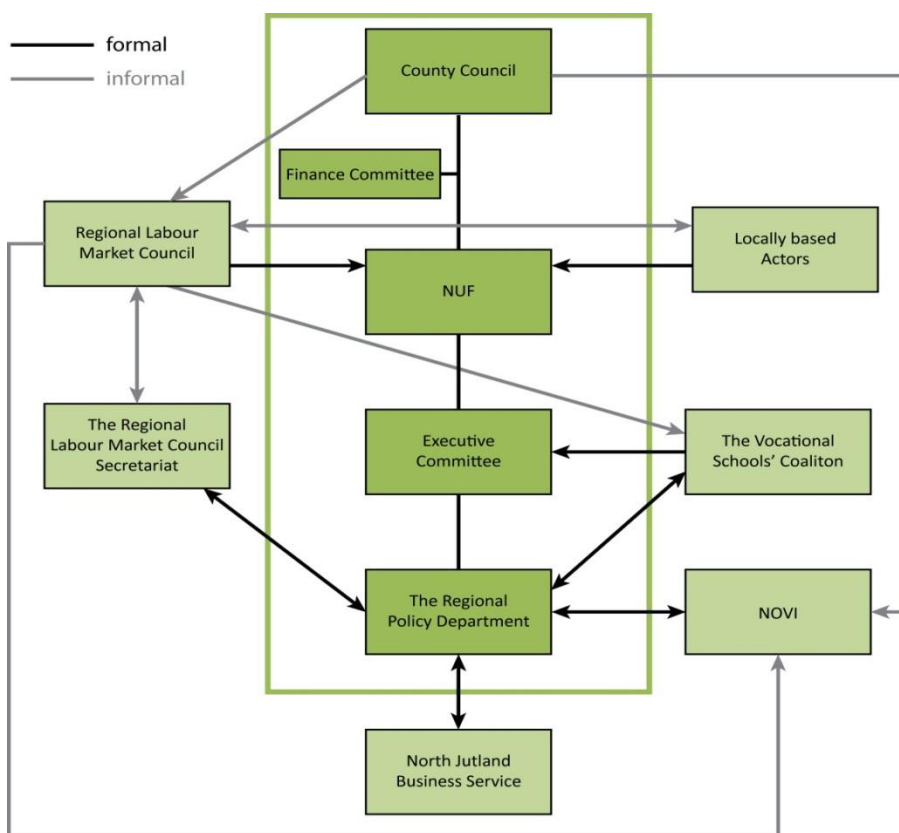 formal
informal
County Council
Finance Committee
Regional Labour
Market Council
Locally based
Actors
NUF
The Regional
Labour Market Council
Secretariat
Executive
Committee
The Vocational
Schools' Coaliton
The Regional
Policy Department
NOVI
North Jutland
Business Service